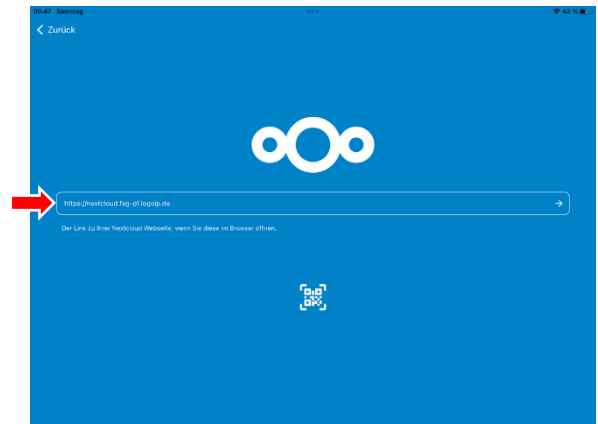 09:47 Samstag
43 %
Zurück
https://nextcloud.fsg-pf.logoip.de
Der Link zu Ihrer Nextcloud Webseite, wenn Sie diese im Browser öffnen.